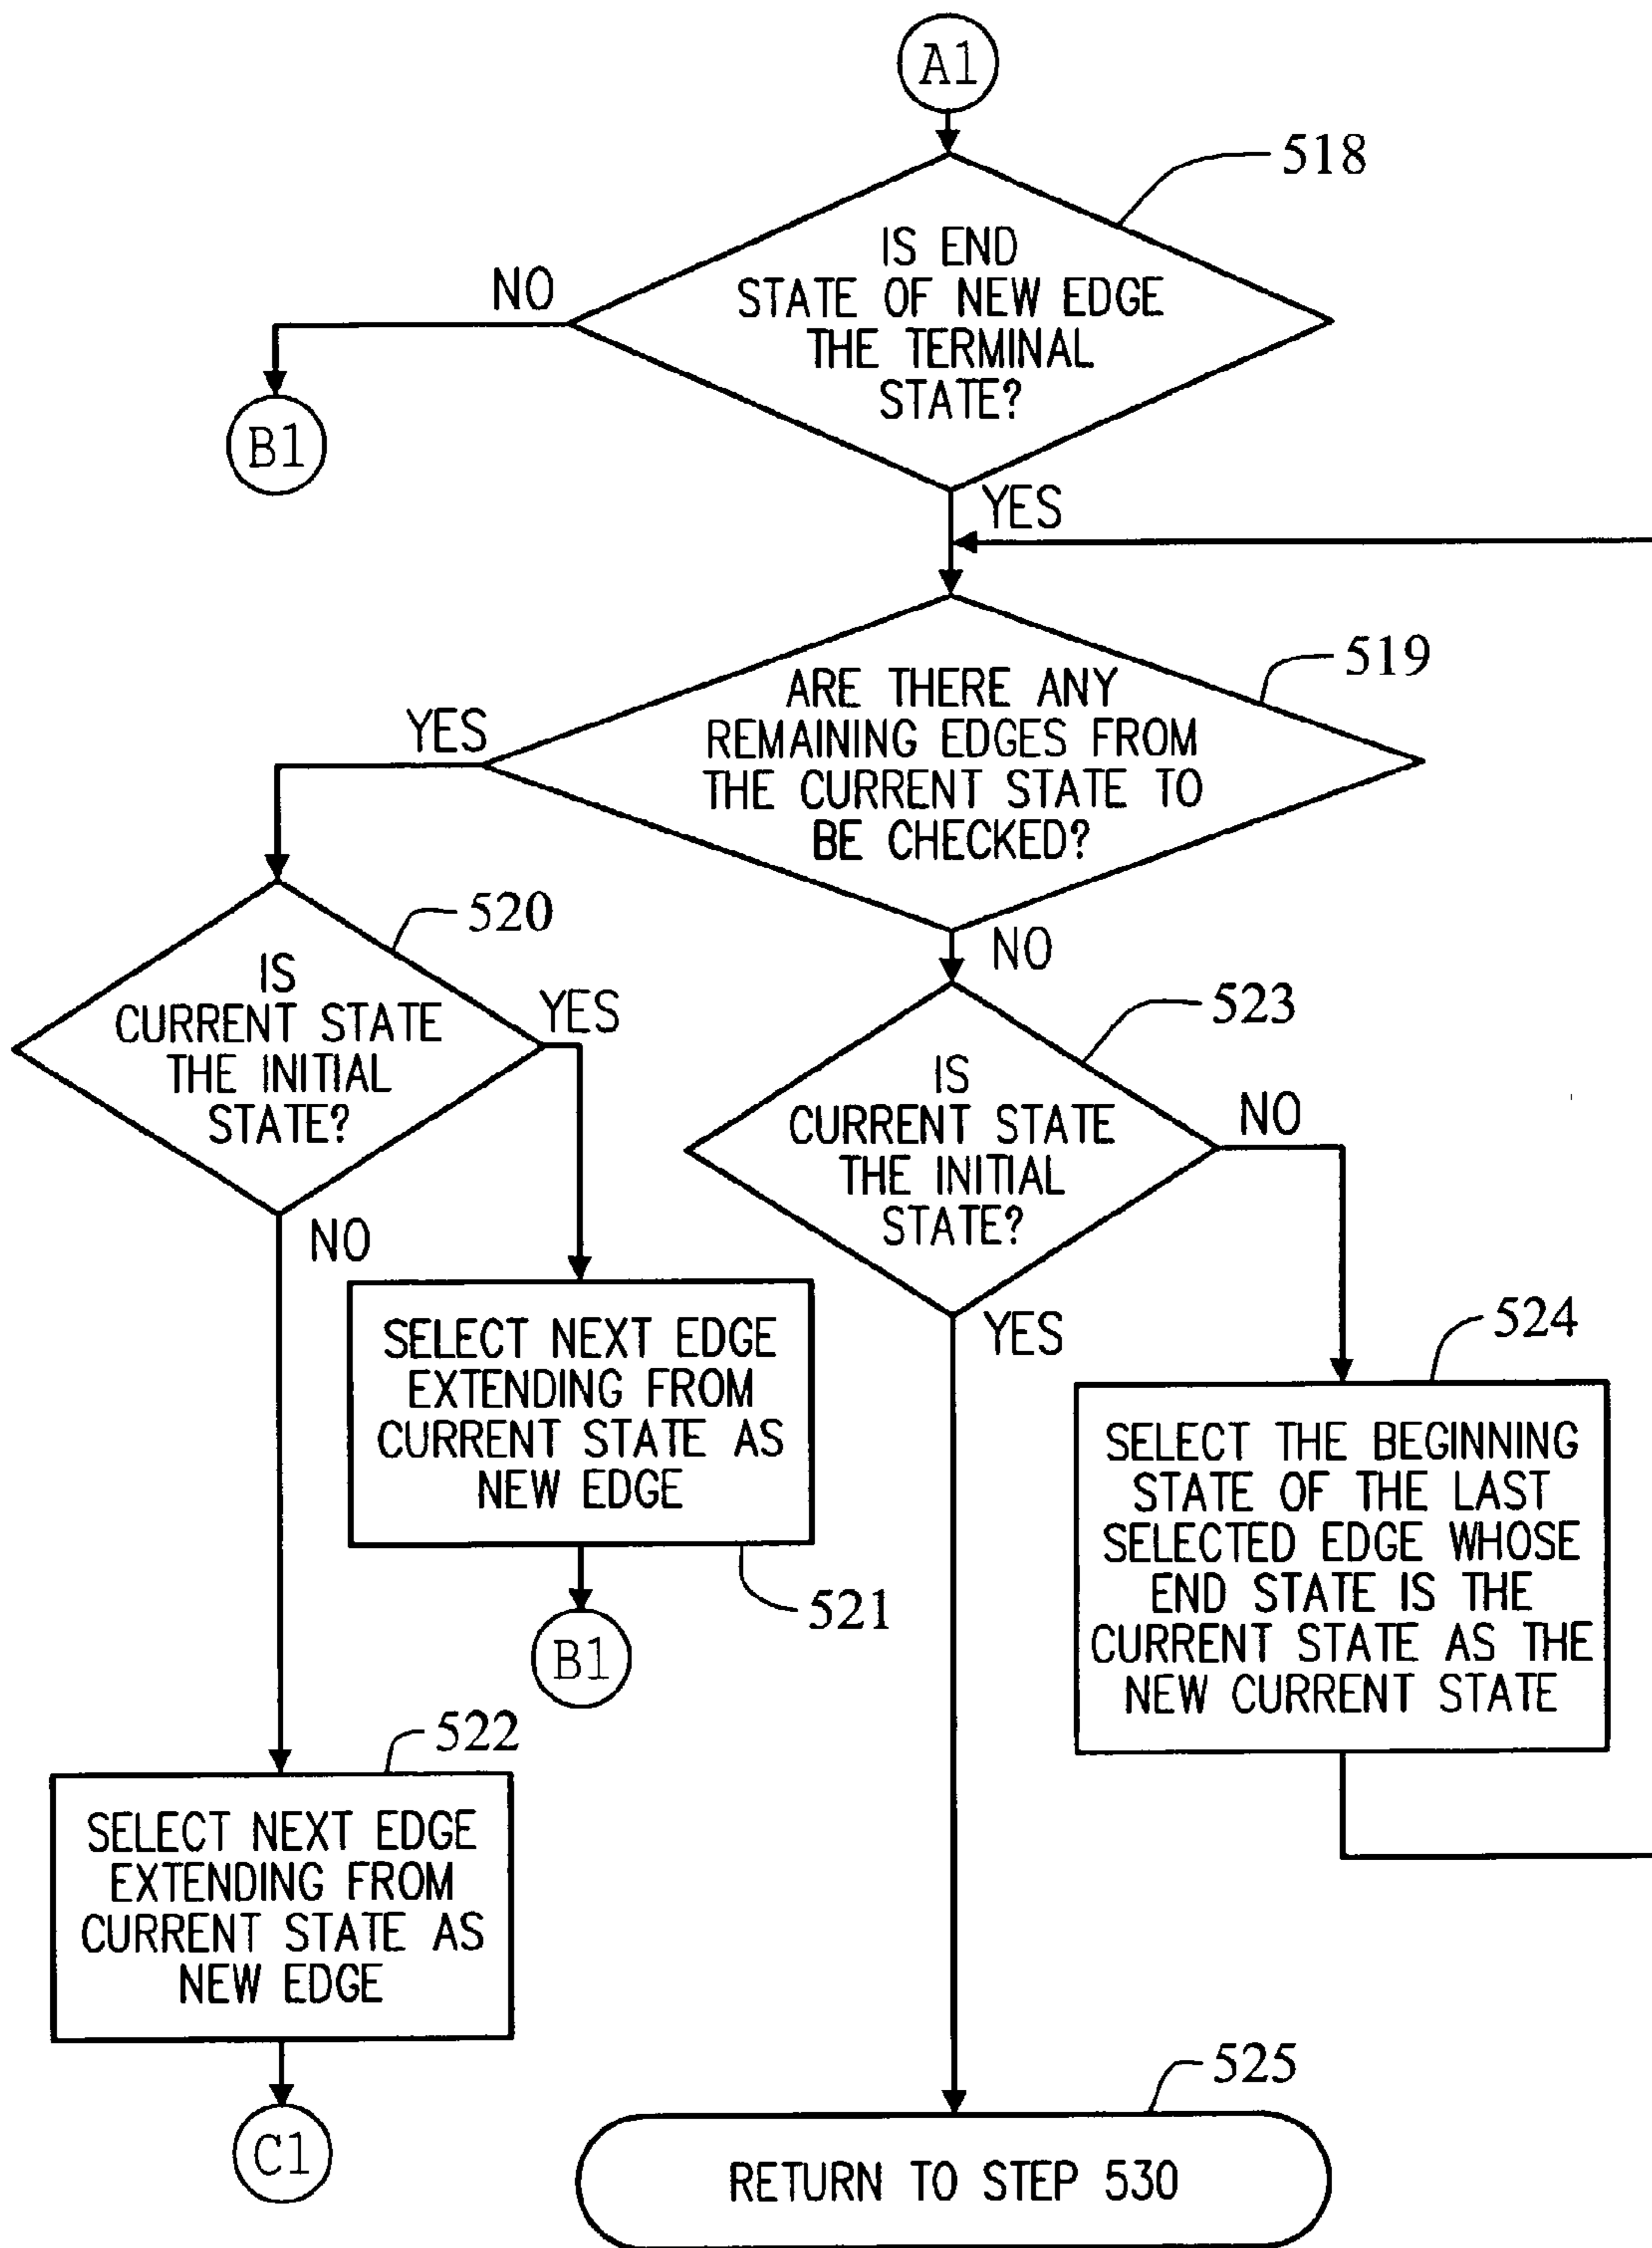 A1
518
IS END
STATE OF NEW EDGE
THE TERMINAL
STATE?
NO
B1
YES
519
ARE THERE ANY
REMAINING EDGES FROM
THE CURRENT STATE TO
BE CHECKED?
YES
NO
520
IS
CURRENT STATE
THE INITIAL
STATE?
YES
NO
523
IS
CURRENT STATE
THE INITIAL
STATE?
NO
YES
SELECT NEXT EDGE
EXTENDING FROM
CURRENT STATE AS
NEW EDGE
521
B1
524
SELECT THE BEGINNING
STATE OF THE LAST
SELECTED EDGE WHOSE
END STATE IS THE
CURRENT STATE AS THE
NEW CURRENT STATE
522
SELECT NEXT EDGE
EXTENDING FROM
CURRENT STATE AS
NEW EDGE
C1
525
RETURN TO STEP 530